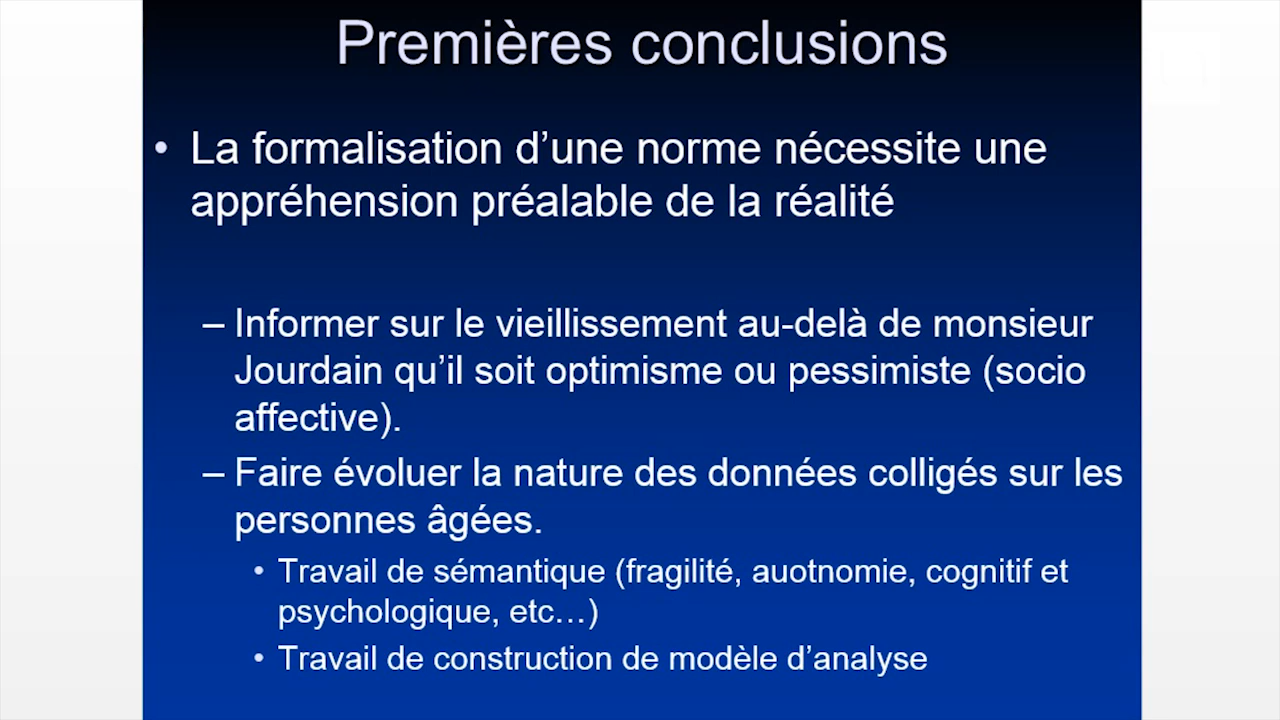 Premières conclusions
• La formalisation d’une norme nécessite une
appréhension préalable de la réalité
– Informer sur le vieillissement au-delà de monsieur
Jourdain qu’il soit optimisme ou pessimiste (socio
affective).
– Faire évoluer la nature des données colligés sur les
personnes âgées.
• Travail de sémantique (fragilité, auotnomie, cognitif et
psychologique, etc…)
• Travail de construction de modèle d’analyse